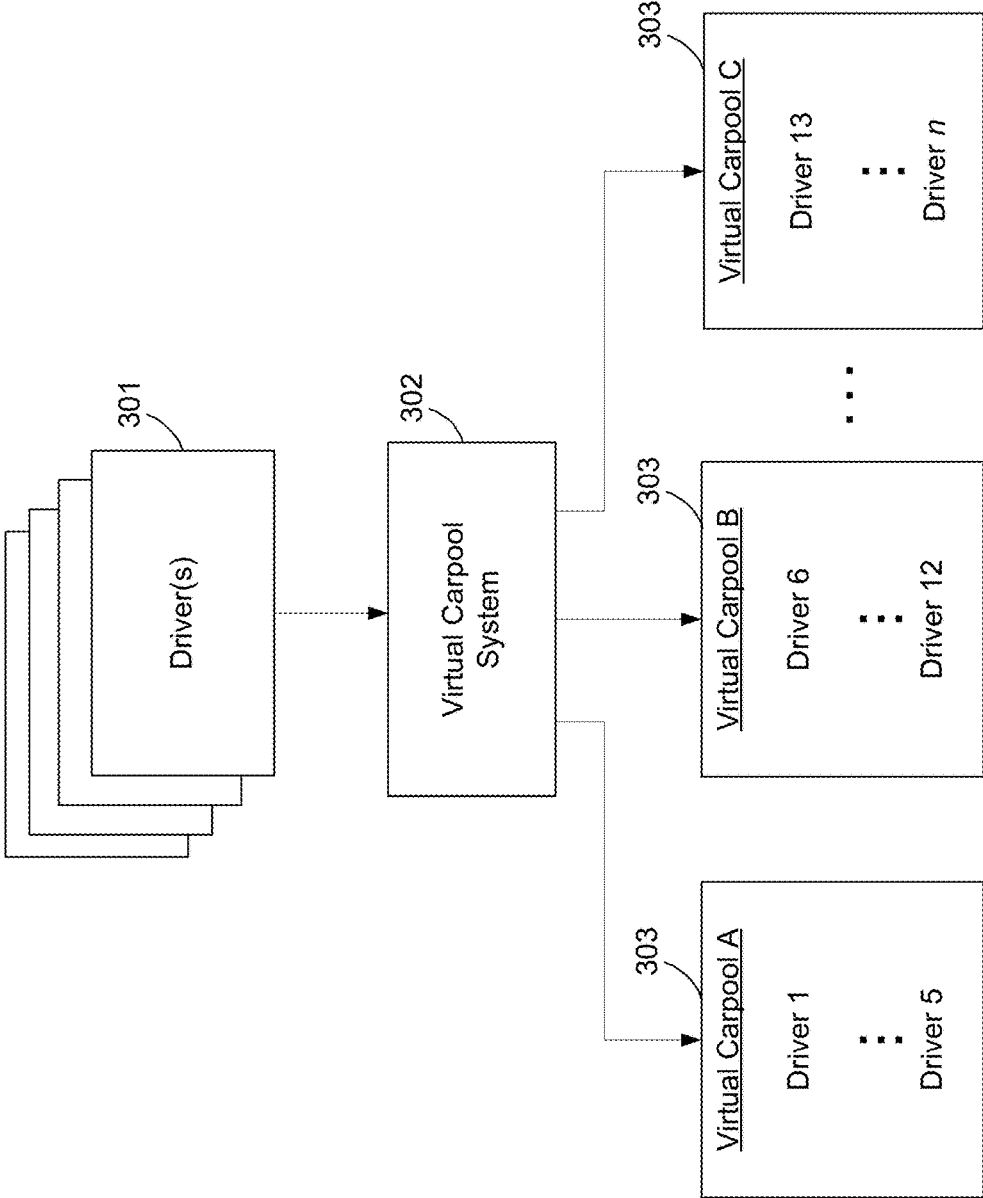 301
Driver(s)
302
Virtual Carpool
System
303
Virtual Carpool A
Driver 1
Driver 5
303
Virtual Carpool B
Driver 6
Driver 12
303
Virtual Carpool C
Driver 13
Driver n